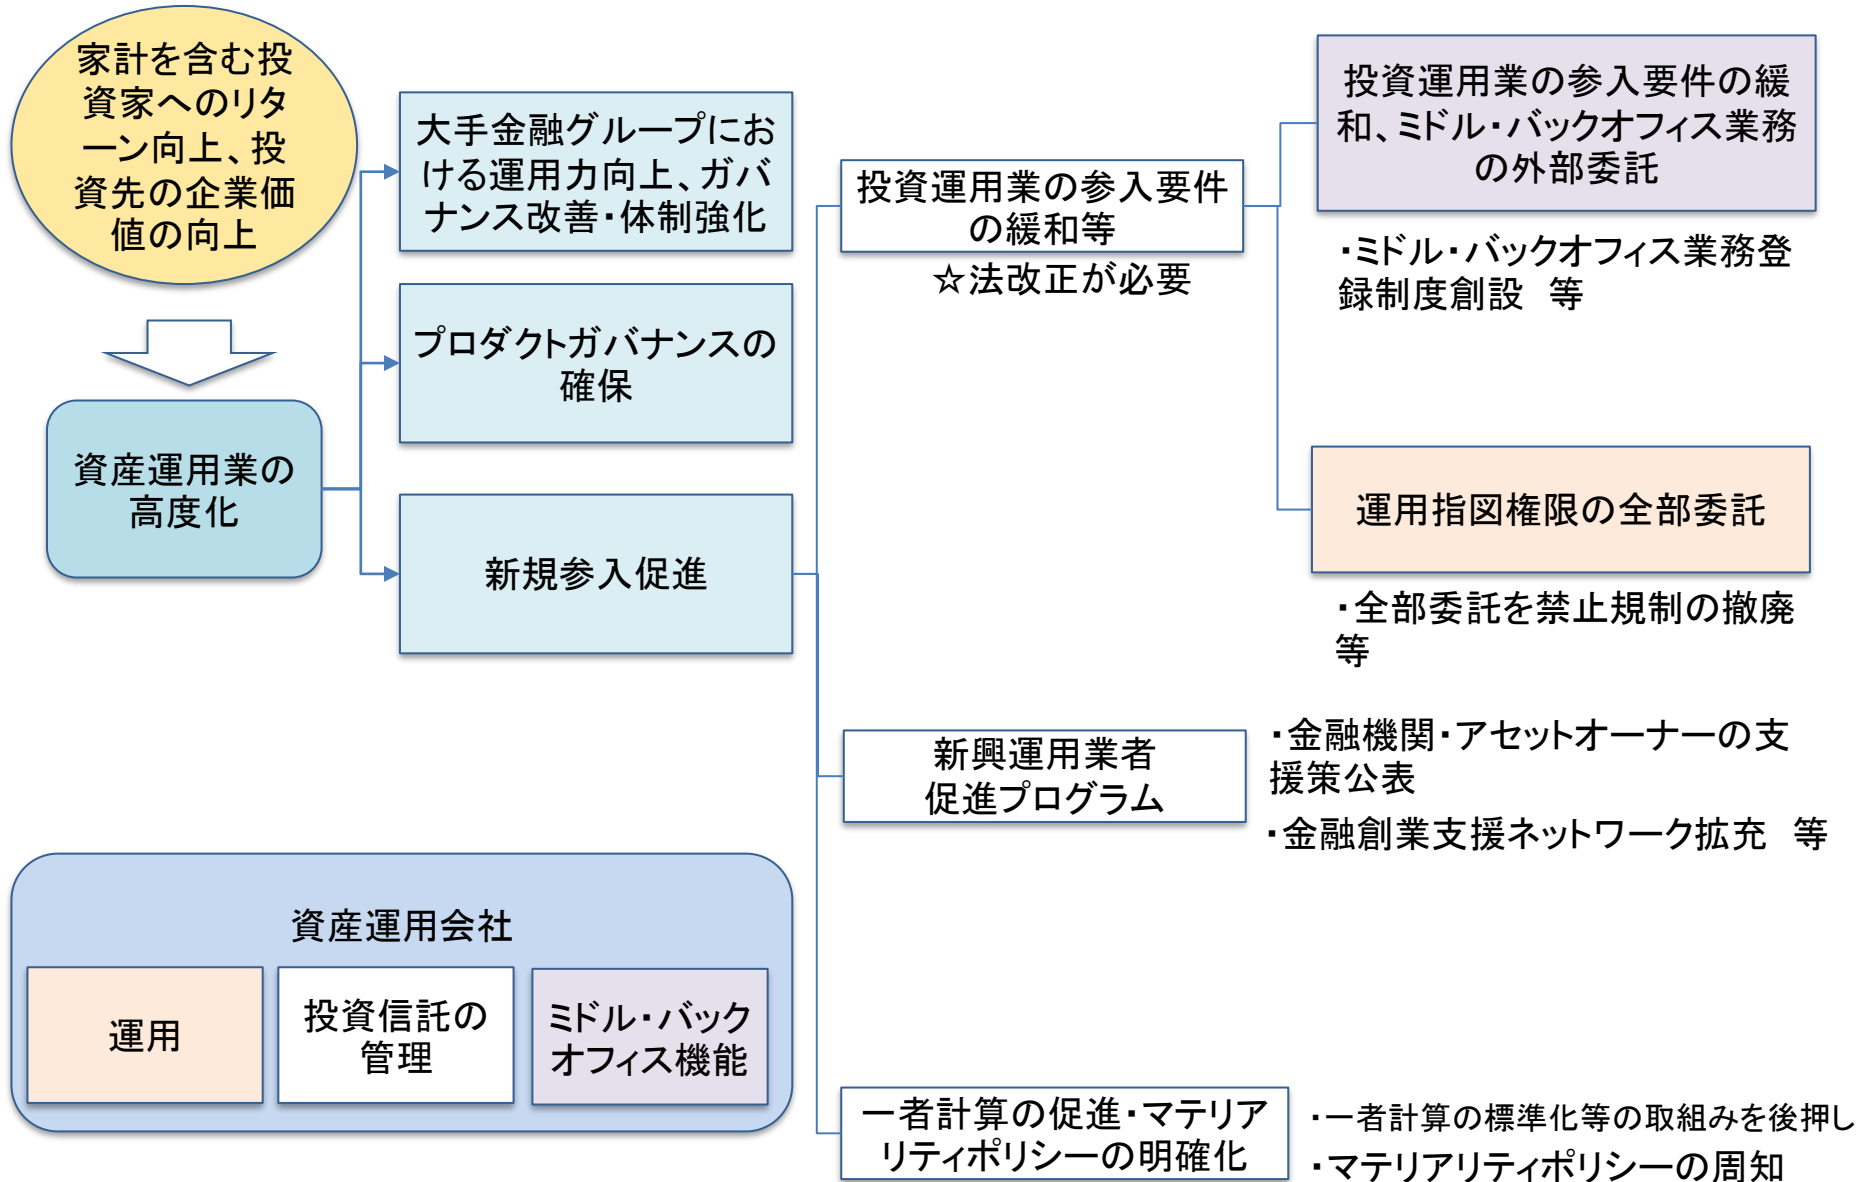 家計を含む投
資家へのリタ
ーン向上、投
資先の企業価
値の向上
資産運用業の
高度化
大手金融グループにお
ける運用力向上、ガバ
ナンス改善・体制強化
プロダクトガバナンスの
確保
新規参入促進
投資運用業の参入要件
の緩和等
☆法改正が必要
投資運用業の参入要件の緩
和、ミドル・バックオフィス業務
の外部委託
・ミドル・バックオフィス業務登
録制度創設　等
運用指図権限の全部委託
・全部委託を禁止規制の撤廃
等
新興運用業者
促進プログラム
・金融機関・アセットオーナーの支
援策公表
・金融創業支援ネットワーク拡充　等
一者計算の促進・マテリア
リティポリシーの明確化
・一者計算の標準化等の取組みを後押し
・マテリアリティポリシーの周知
資産運用会社
運用
投資信託の
管理
ミドル・バック
オフィス機能